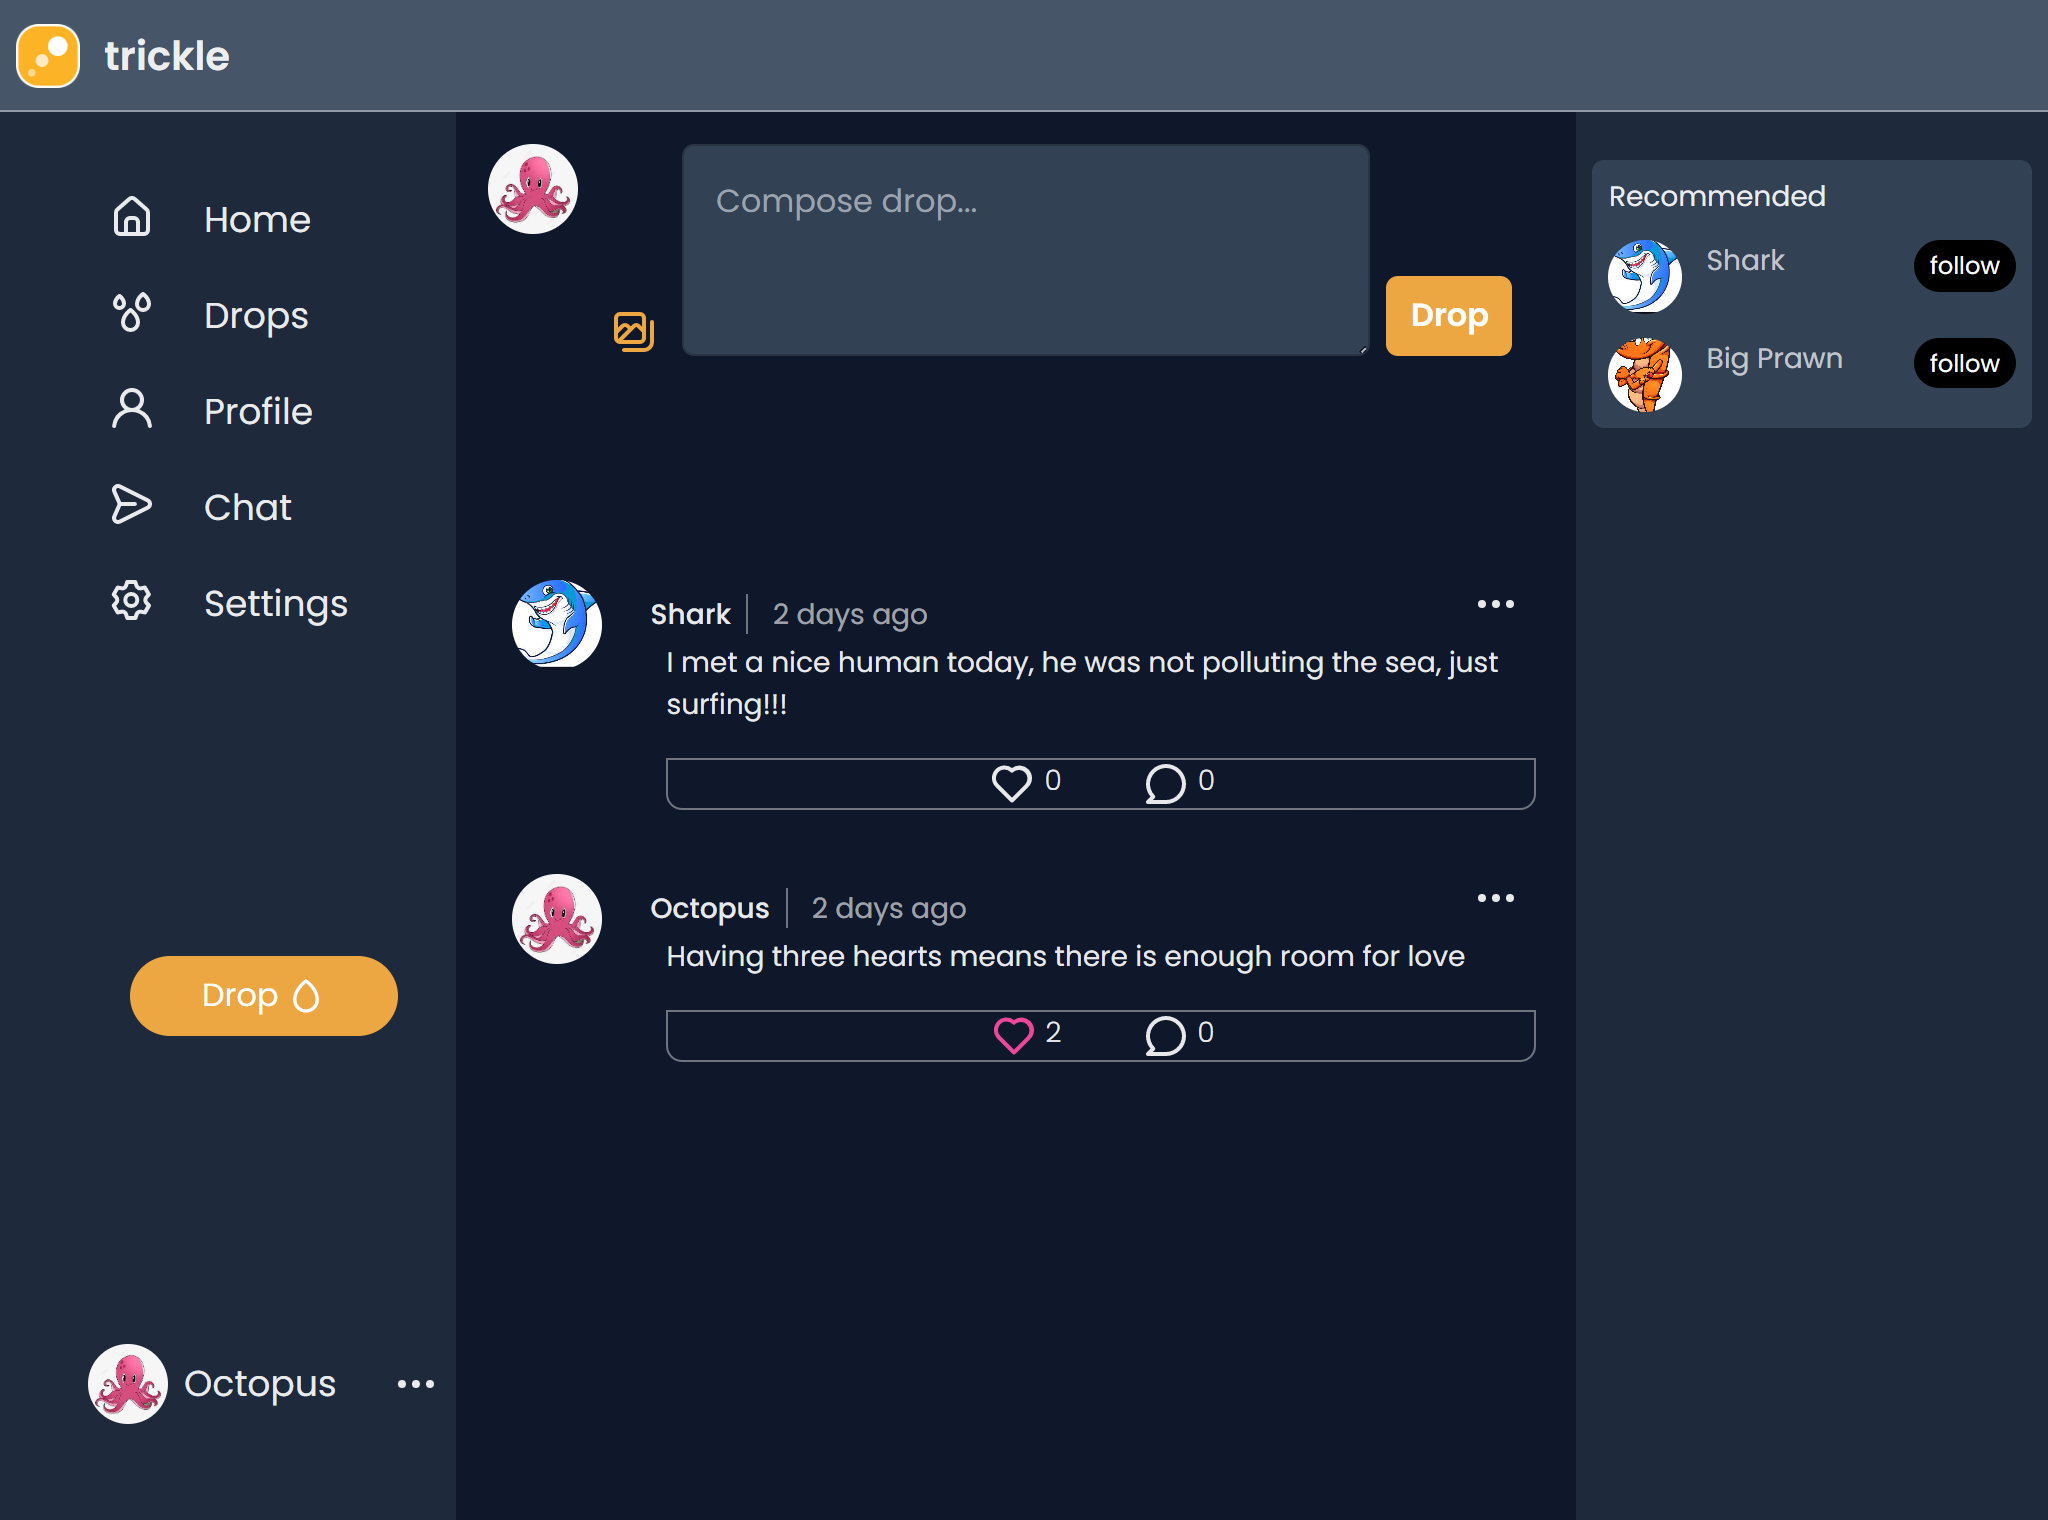 trickle
Home
Drops
Profile
Chat
Settings
Drop
Octopus
Compose drop...
Drop
Shark
2 days ago
I met a nice human today, he was not polluting the sea, just
surfing!!!
0
0
Octopus
2 days ago
Having three hearts means there is enough room for love
2
0
Recommended
Shark
follow
Big Prawn
follow